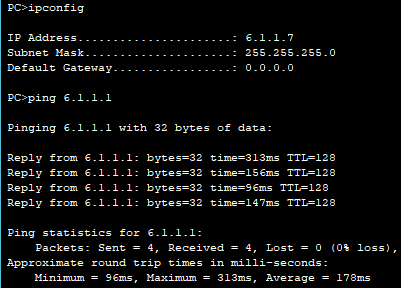 PC>ipconfig
IP Address......................: 6.1.1.7
Subnet Mask.....................: 255.255.255.0
Default Gateway.................: 0.0.0.0
PC>ping 6.1.1.1
Pinging 6.1.1.1 with 32 bytes of data:
Reply from 6.1.1.1: bytes=32 time=313ms TTL=128
Reply from 6.1.1.1: bytes=32 time=156ms TTL=128
Reply from 6.1.1.1: bytes=32 time=96ms TTL=128
Reply from 6.1.1.1: bytes=32 time=147ms TTL=128
Ping statistics for 6.1.1.1:
Packets: Sent = 4, Received = 4, Lost = 0 (0% loss),
Approximate round trip times in milli-seconds:
Minimum = 96ms, Maximum = 313ms, Average = 178ms